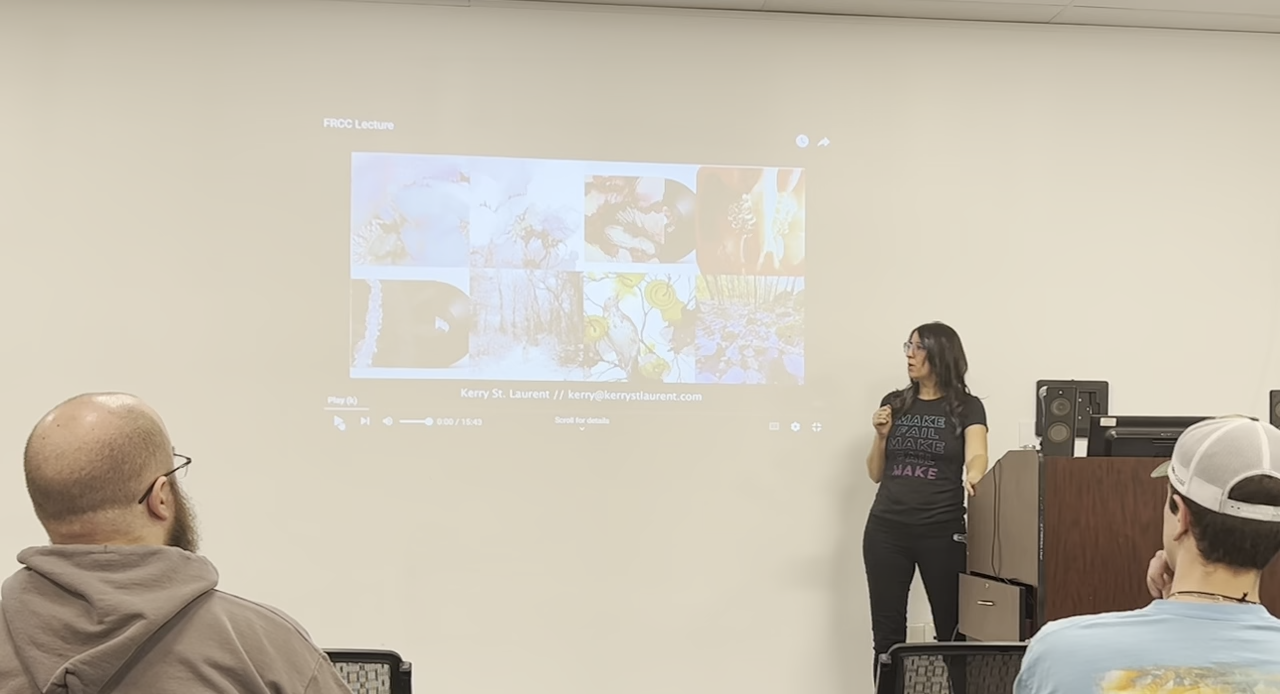 FRCC Lecture
Kerry St. Laurent // kerry@kerrystlaurent.com
Play (k)
0:00 / 15:43
Scroll for details
MAKE
FAIL
MAKE
FAIL
MAKE